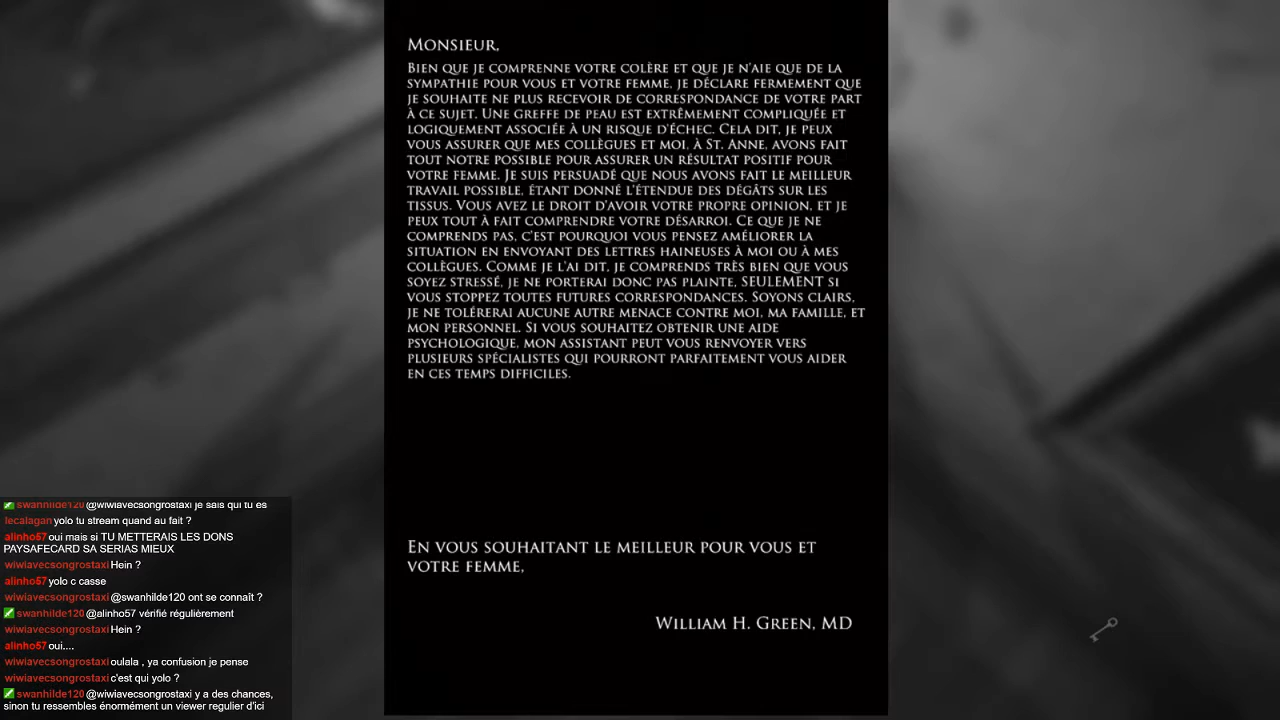 Monsieur,
Bien que je comprenne votre colère et que je n'aie que de la
sympathie pour vous et votre femme, je déclare fermement que
je souhaite ne plus recevoir de correspondance de votre part
à ce sujet. Une greffe de peau est extrêmement compliquée et
logiquement associée à un risque d'échec. Cela dit, je peux
vous assurer que mes collègues et moi, à St. Anne, avons fait
tout notre possible pour assurer un résultat positif pour
votre femme. Je suis persuadé que nous avons fait le meilleur
travail possible, étant donné l'étendue des dégâts sur les
tissus. Vous avez le droit d'avoir votre propre opinion, et je
peux tout à fait comprendre votre désarroi. Ce que je ne
comprends pas, c'est pourquoi vous pensez améliorer la
situation en envoyant des lettres haineuses à moi ou à mes
collègues. Comme je l'ai dit, je comprends très bien que vous
soyez stressé, je ne porterai donc pas plainte, SEULEMENT si
vous stoppez toutes futures correspondances. Soyons clairs,
je ne tolérerai aucune autre menace contre moi, ma famille, et
mon personnel. Si vous souhaitez obtenir une aide
psychologique, mon assistant peut vous renvoyer vers
plusieurs spécialistes qui pourront parfaitement vous aider
en ces temps difficiles.
En vous souhaitant le meilleur pour vous et
votre femme,
William H. Green, MD
swanhilde120 @wiwiavecsongrostaxi je sais qui tu es
lecalagan yolo tu stream quand au fait ?
alinho57 oui mais si TU METTERAIS LES DONS
PAYSAFECARD SA SERIAS MIEUX
wiwiavecsongrostaxi Hein ?
alinho57 yolo c casse
wiwiavecsongrostaxi @swanhilde120 ont se connaît ?
swanhilde120 @alinho57 vérifié régulièrement
wiwiavecsongrostaxi Hein ?
alinho57 oui....
wiwiavecsongrostaxi oulala , ya confusion je pense
wiwiavecsongrostaxi c'est qui yolo ?
swanhilde120 @wiwiavecsongrostaxi y a des chances,
sinon tu ressembles énormément un viewer regulier d'ici